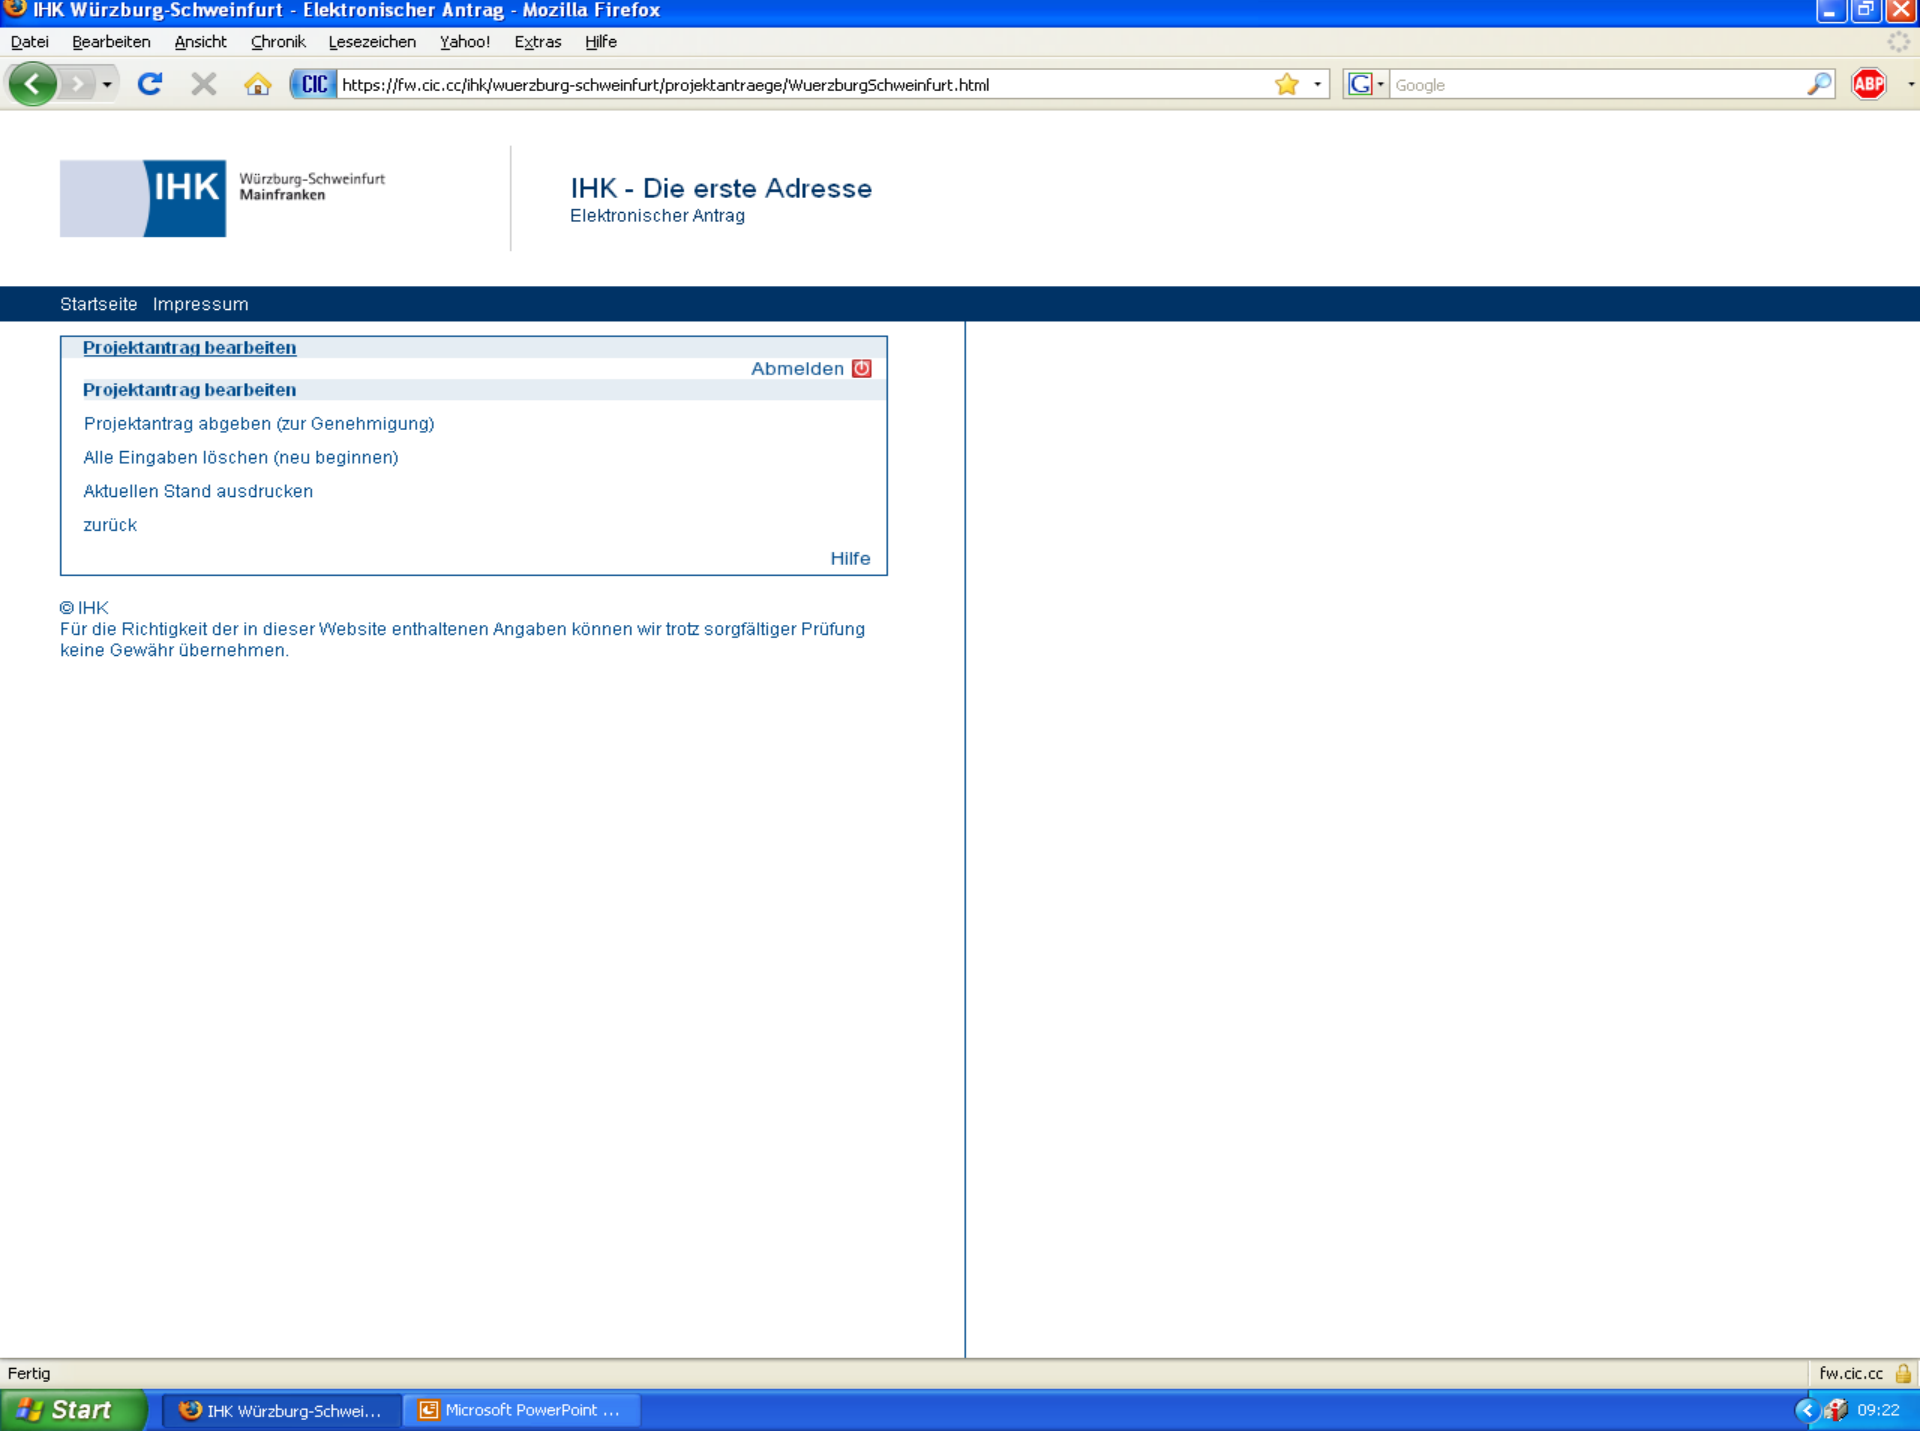 IHK Würzburg-Schweinfurt - Elektronischer Antrag - Mozilla Firefox
Datei Bearbeiten Ansicht Chronik Lesezeichen Yahoo! Extras Hilfe
CIC https://fw.cic.cc/ihk/wuerzburg-schweinfurt/projektantraege/WuerzburgSchweinfurt.html G Google ABP
IHK Würzburg-Schweinfurt
Mainfranken
IHK - Die erste Adresse
Elektronischer Antrag
Startseite Impressum
Projektantrag bearbeiten
Abmelden
Projektantrag bearbeiten
Projektantrag abgeben (zur Genehmigung)
Alle Eingaben löschen (neu beginnen)
Aktuellen Stand ausdrucken
zurück
Hilfe
© IHK
Für die Richtigkeit der in dieser Website enthaltenen Angaben können wir trotz sorgfältiger Prüfung
keine Gewähr übernehmen.
Fertig fw.cic.cc
Start IHK Würzburg-Schwei... Microsoft PowerPoint ... 09:22